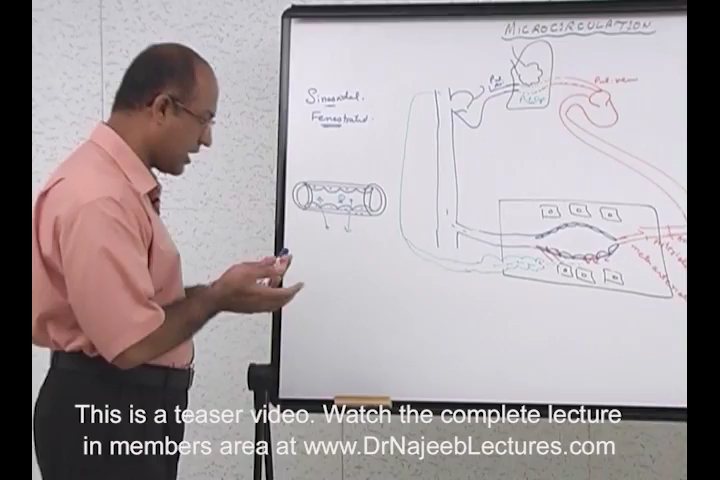 MICROCIRCULATION
Sinusoidal.
Fenestrated.
This is a teaser video. Watch the complete lecture
in members area at www.DrNajeebLectures.com